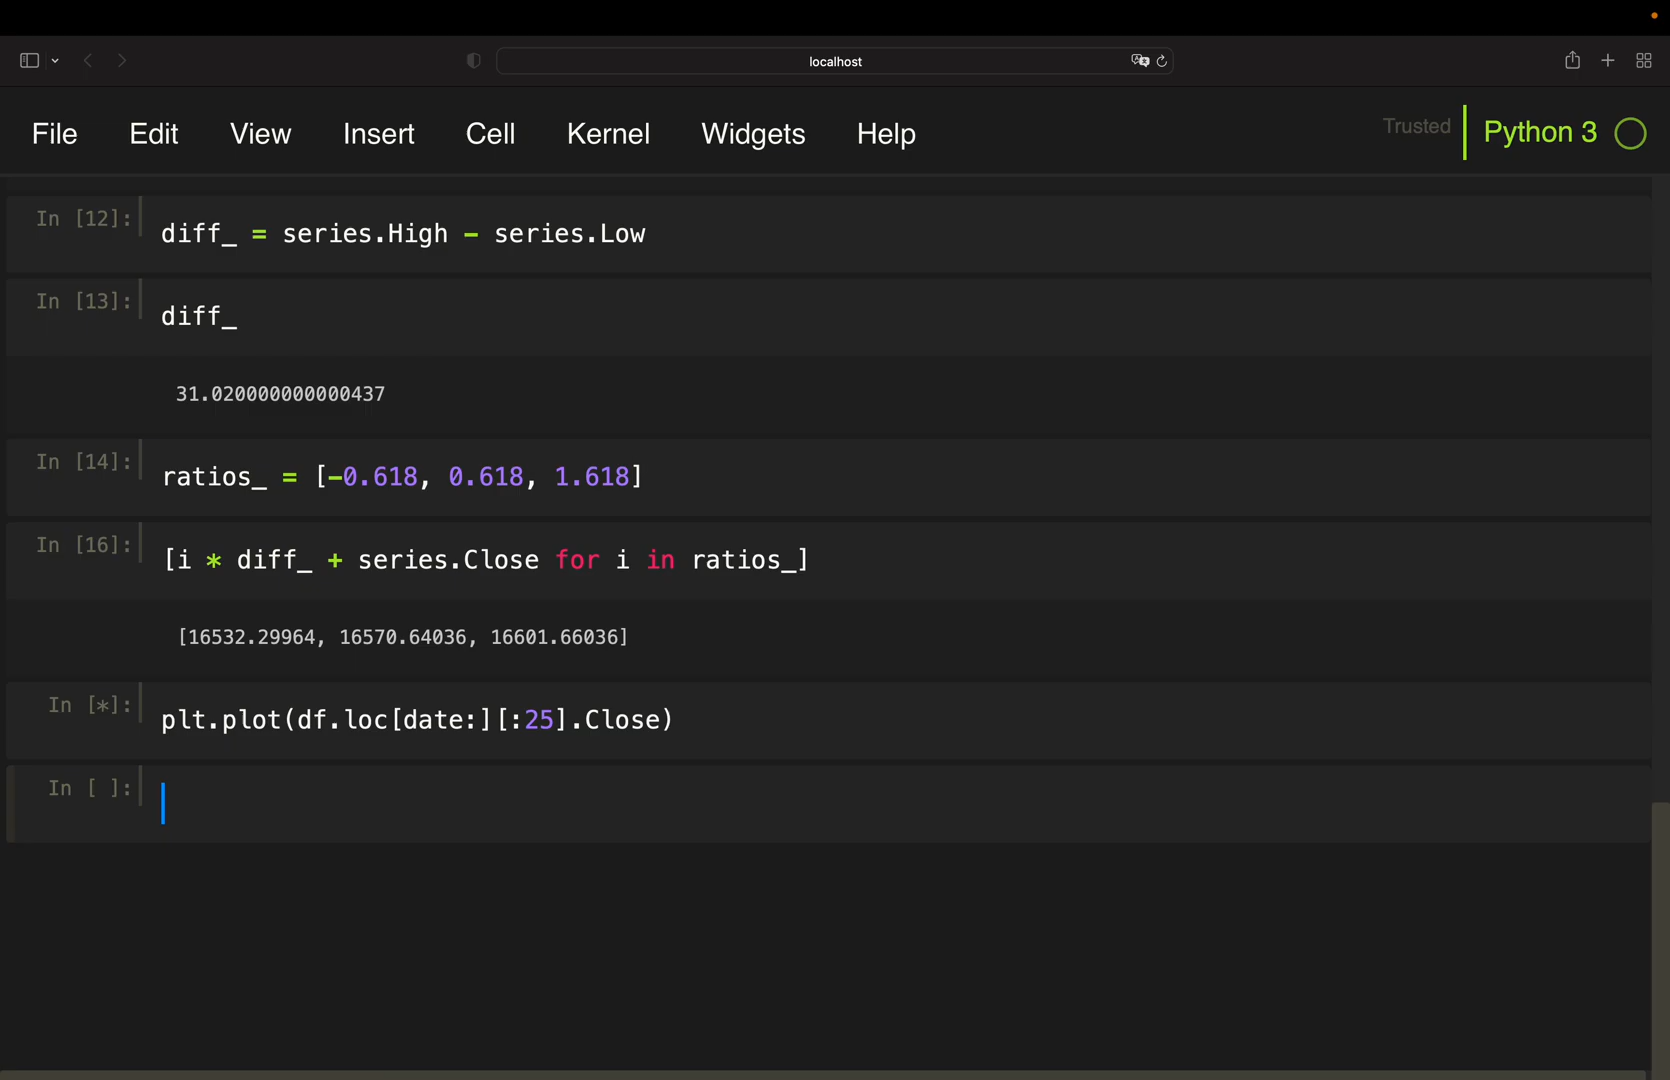 localhost
File Edit View Insert Cell Kernel Widgets Help Trusted Python 3
In [12]: diff_ = series.High - series.Low
In [13]: diff_
31.020000000000437
In [14]: ratios_ = [-0.618, 0.618, 1.618]
In [16]: [i * diff_ + series.Close for i in ratios_]
[16532.29964, 16570.64036, 16601.66036]
In [*]: plt.plot(df.loc[date:][:25].Close)
In [ ]: